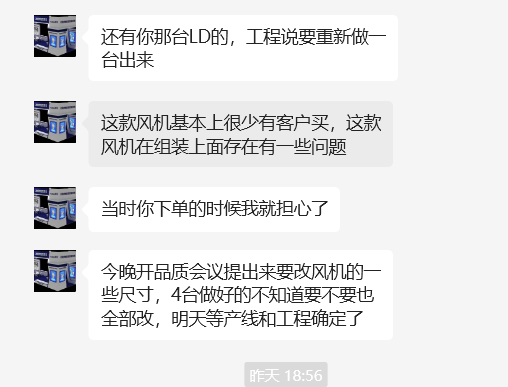 还有你那台LD的，工程说要重新做一
台出来
这款风机基本上很少有客户买，这款
风机在组装上面存在有一些问题
当时你下单的时候我就担心了
今晚开品质会议提出来要改风机的一
些尺寸，4台做好的不知道要不要也
全部改，明天等产线和工程确定了
昨天 18:56